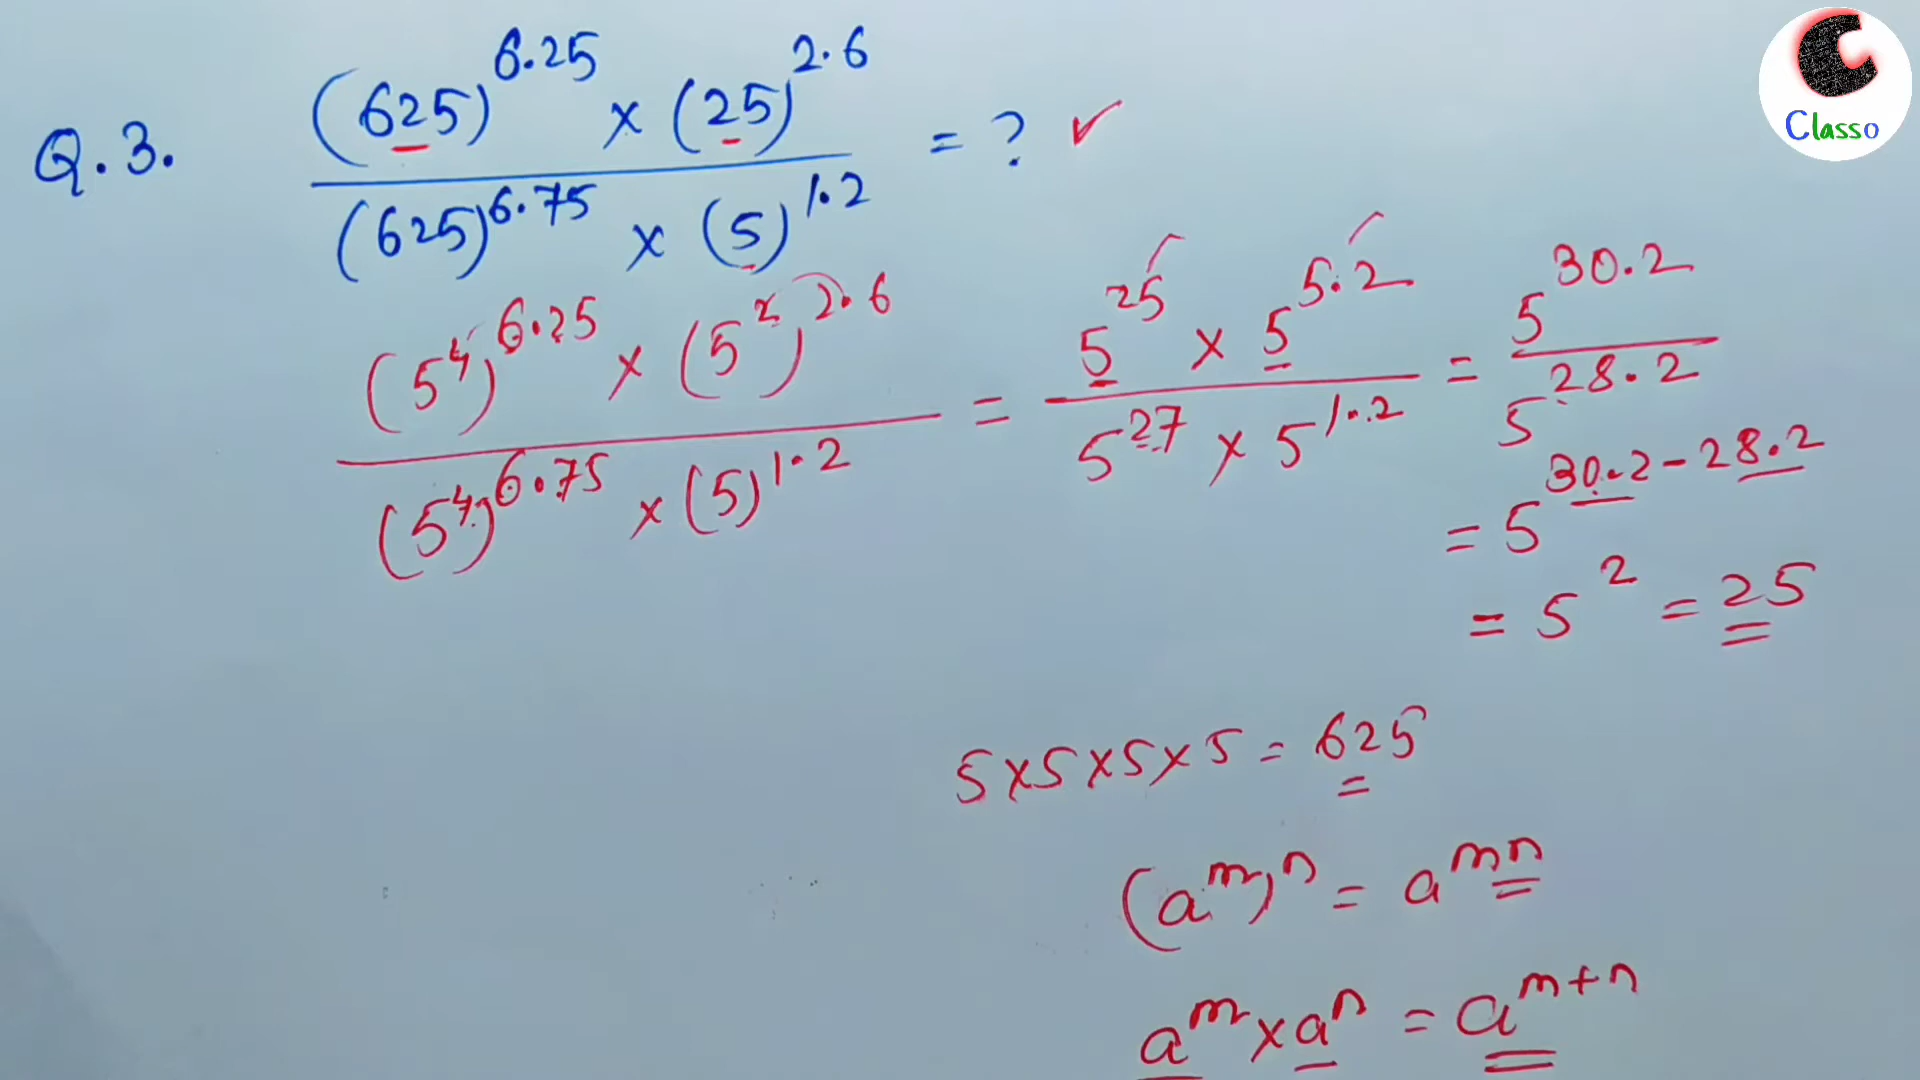 Q.3. (625)^6.25 × (25)^2.6 / (625)^6.75 × (5)^1.2 = ? ✓
Classo
(5^4)^6.25 × (5^2)^2.6 / (5^4)^6.75 × (5)^1.2 = 5^25 × 5^5.2 / 5^27 × 5^1.2 = 5^30.2 / 5^28.2
= 5^30.2-28.2
= 5^2 = 25
5×5×5×5 = 625
(a^m)^n = a^mn
a^m × a^n = a^m+n